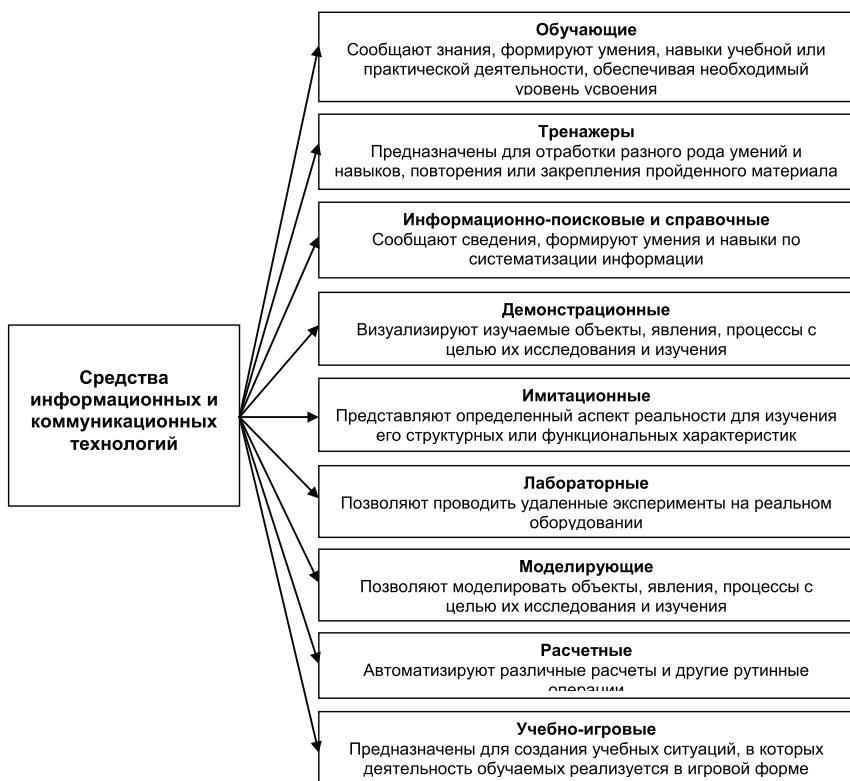 Обучающие
Сообщают знания, формируют умения, навыки учебной или
практической деятельности, обеспечивая необходимый
уровень усвоения
Тренажеры
Предназначены для отработки разного рода умений и
навыков, повторения или закрепления пройденного материала
Информационно-поисковые и справочные
Сообщают сведения, формируют умения и навыки по
систематизации информации
Демонстрационные
Визуализируют изучаемые объекты, явления, процессы с
целью их исследования и изучения
Средства
информационных и
коммуникационных
технологий
Имитационные
Представляют определенный аспект реальности для изучения
его структурных или функциональных характеристик
Лабораторные
Позволяют проводить удаленные эксперименты на реальном
оборудовании
Моделирующие
Позволяют моделировать объекты, явления, процессы с
целью их исследования и изучения
Расчетные
Автоматизируют различные расчеты и другие рутинные
операции
Учебно-игровые
Предназначены для создания учебных ситуаций, в которых
деятельность обучаемых реализуется в игровой форме